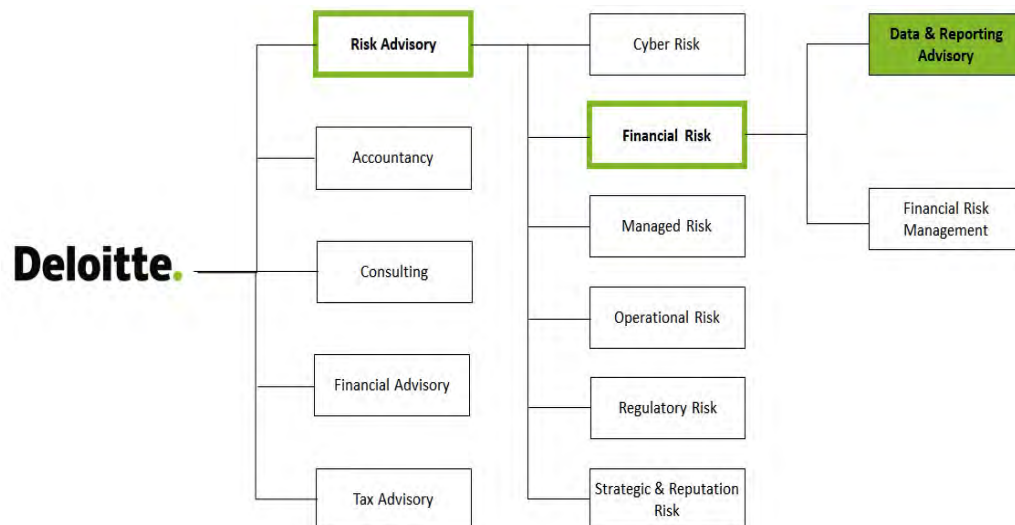 Deloitte.
Risk Advisory
Accountancy
Consulting
Financial Advisory
Tax Advisory
Cyber Risk
Financial Risk
Managed Risk
Operational Risk
Regulatory Risk
Strategic & Reputation
Risk
Data & Reporting
Advisory
Financial Risk
Management